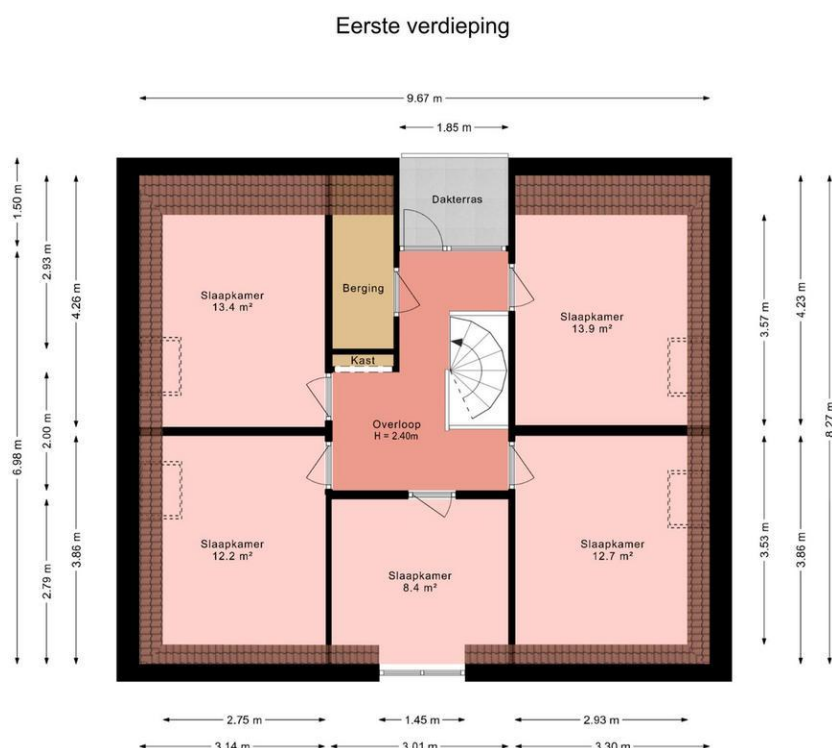 Eerste verdieping
9.67 m
1.85 m
1.50 m
6.98 m
2.93 m
2.00 m
2.79 m
4.26 m
3.86 m
Dakterras
Slaapkamer
13.4 m²
Berging
Kast
Slaapkamer
13.9 m²
Overloop
H = 2.40m
Slaapkamer
12.2 m²
Slaapkamer
8.4 m²
Slaapkamer
12.7 m²
3.57 m
3.53 m
4.23 m
3.86 m
8.27 m
2.75 m
1.45 m
2.93 m
3.14 m
3.01 m
3.30 m